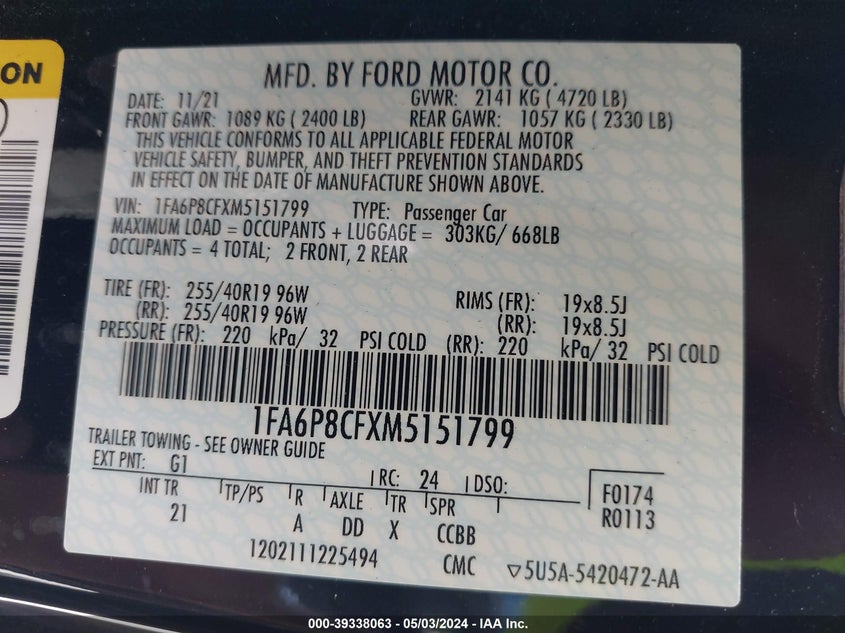 ON
MFD. BY FORD MOTOR CO.
DATE: 11/21 GVWR: 2141 KG ( 4720 LB)
FRONT GAWR: 1089 KG ( 2400 LB) REAR GAWR: 1057 KG ( 2330 LB)
THIS VEHICLE CONFORMS TO ALL APPLICABLE FEDERAL MOTOR
VEHICLE SAFETY, BUMPER, AND THEFT PREVENTION STANDARDS
IN EFFECT ON THE DATE OF MANUFACTURE SHOWN ABOVE.
VIN: 1FA6P8CFXM5151799 TYPE: Passenger Car
MAXIMUM LOAD = OCCUPANTS + LUGGAGE = 303KG/ 668LB
OCCUPANTS = 4 TOTAL; 2 FRONT, 2 REAR
TIRE (FR): 255/40R19 96W RIMS (FR): 19x8.5J
(RR): 255/40R19 96W (RR): 19x8.5J
PRESSURE (FR): 220 kPa/ 32 PSI COLD (RR): 220 kPa/ 32 PSI COLD
1FA6P8CFXM5151799
TRAILER TOWING - SEE OWNER GUIDE
EXT PNT: G1 RC: 24 DSO:
INT TR TP/PS R AXLE TR SPR F0174
21 A DD X CCBB R0113
1202111225494 CMC ▽5U5A-5420472-AA
000-39338063 - 05/03/2024 - IAA Inc.